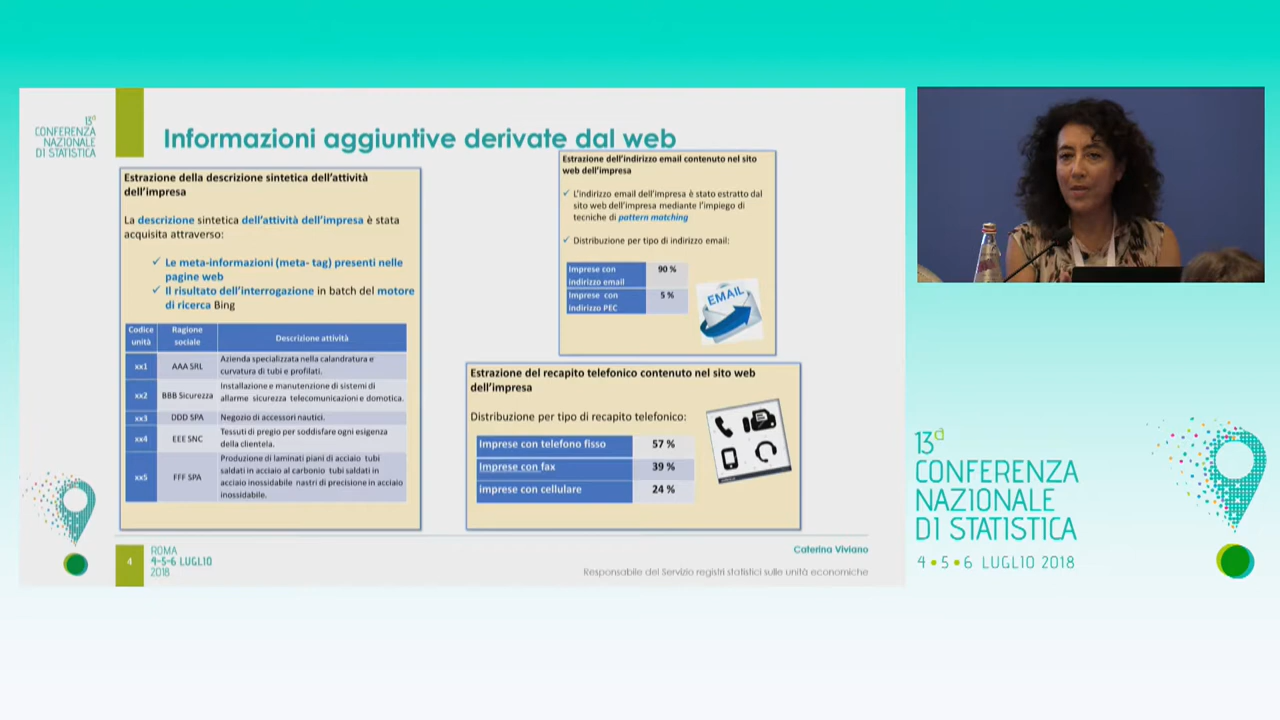 13ª
CONFERENZA
NAZIONALE
DI STATISTICA
Informazioni aggiuntive derivate dal web
Estrazione della descrizione sintetica dell'attività
dell'impresa
La descrizione sintetica dell'attività dell'impresa è stata
acquisita attraverso:
✓ Le meta-informazioni (meta- tag) presenti nelle
pagine web
✓ Il risultato dell'interrogazione in batch del motore
di ricerca Bing
Codice unità Ragione sociale Descrizione attività
xx1 AAA SRL Azienda specializzata nella calandratura e
curvatura di tubi e profilati.
xx2 BBB Sicurezza Installazione e manutenzione di sistemi di
allarme sicurezza telecomunicazioni e domotica.
xx3 DDD SPA Negozio di accessori nautici.
xx4 EEE SNC Tessuti di pregio per soddisfare ogni esigenza
della clientela.
xx5 FFF SPA Produzione di laminati piani di acciaio tubi
saldati in acciaio al carbonio tubi saldati in
acciaio inossidabile nastri di precisione in acciaio
inossidabile.
Estrazione dell'indirizzo email contenuto nel sito
web dell'impresa
✓ L'indirizzo email dell'impresa è stato estratto dal
sito web dell'impresa mediante l'impiego di
tecniche di pattern matching
✓ Distribuzione per tipo di indirizzo email:
Imprese con indirizzo email 90 %
Imprese con indirizzo PEC 5 %
EMAIL
Estrazione del recapito telefonico contenuto nel sito web
dell'impresa
Distribuzione per tipo di recapito telefonico:
Imprese con telefono fisso 57 %
Imprese con fax 39 %
imprese con cellulare 24 %
4
ROMA
4-5-6 LUGLIO
2018
Caterina Viviano
Responsabile del Servizio registri statistici sulle unità economiche
13ª
CONFERENZA
NAZIONALE
DI STATISTICA
4 • 5 • 6 LUGLIO 2018